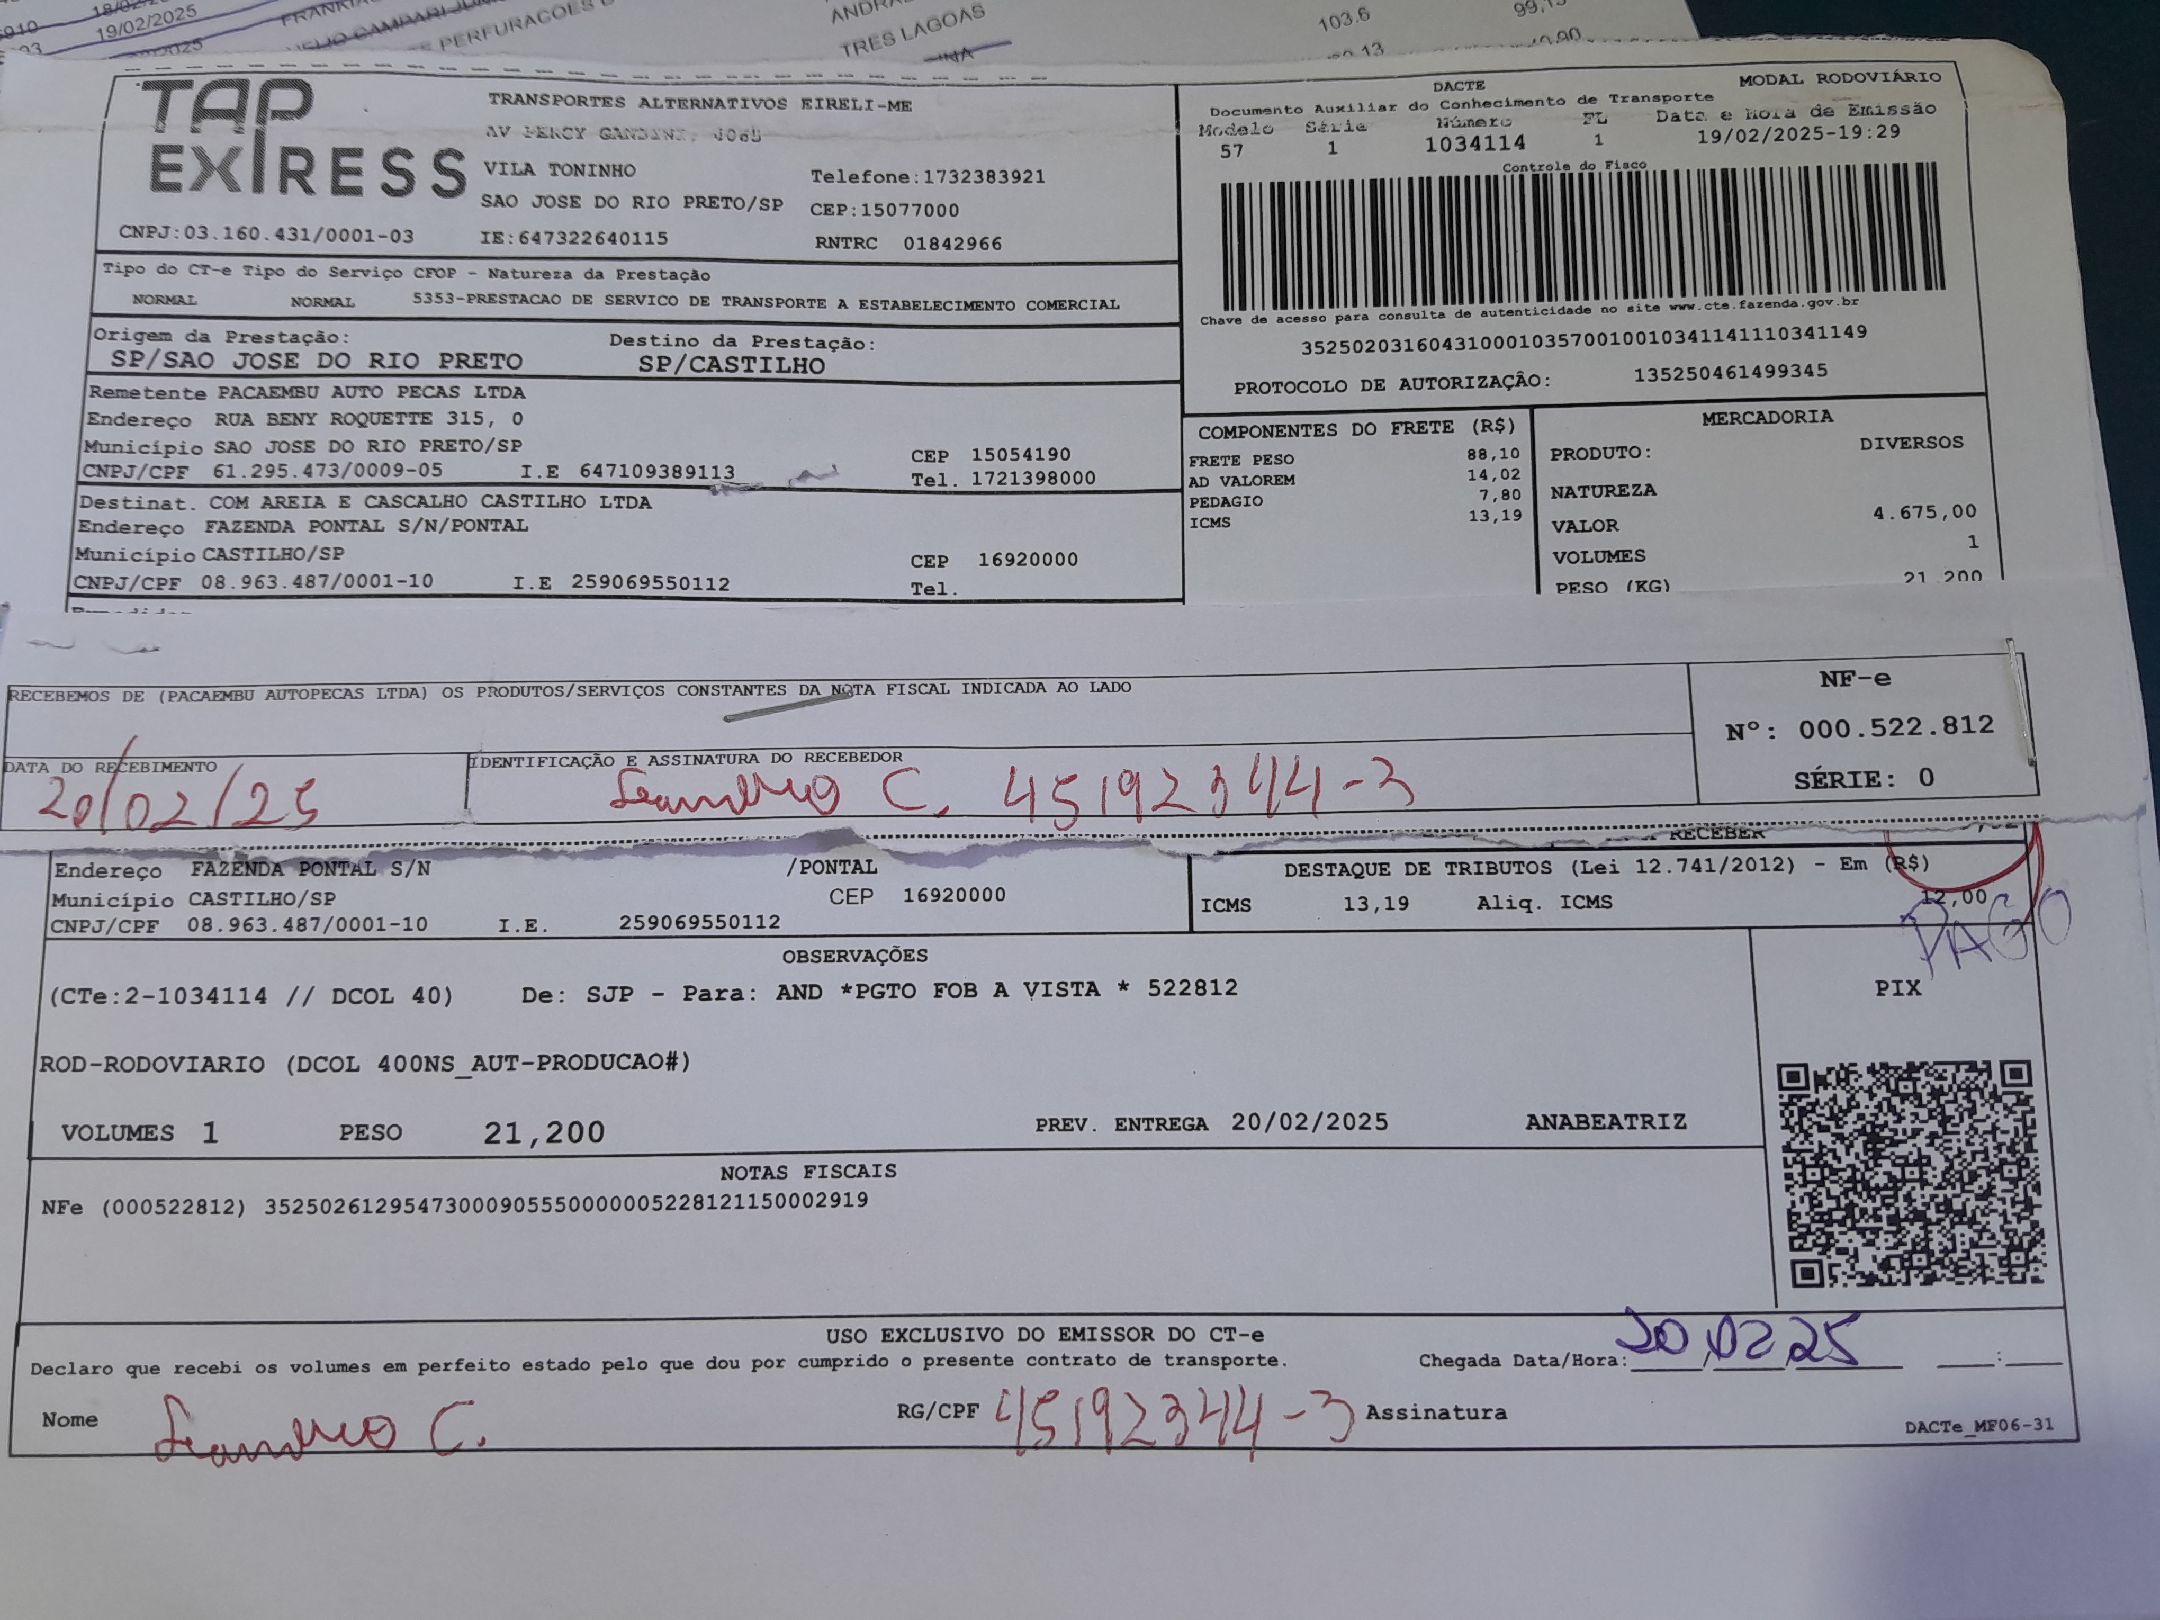 19/02/2025
PERFURACOES D
TRES LAGOAS
103.6
TAP
EXPRESS
TRANSPORTES ALTERNATIVOS EIRELI-ME
VILA TONINHO
Telefone:1732383921
SAO JOSE DO RIO PRETO/SP CEP:15077000
CNPJ:03.160.431/0001-03 IE:647322640115 RNTRC 01842966
DACTE MODAL RODOVIÁRIO
Documento Auxiliar do Conhecimento de Transporte
Modelo Série Número FL Data e Hora de Emissão
57 1 1034114 1 19/02/2025-19:29
Controle do Fisco
Chave de acesso para consulta de autenticidade no site www.cte.fazenda.gov.br
35250203160431000103570010010341141110341149
PROTOCOLO DE AUTORIZAÇÃO: 135250461499345
Tipo do CT-e Tipo do Serviço CFOP - Natureza da Prestação
NORMAL NORMAL 5353-PRESTACAO DE SERVICO DE TRANSPORTE A ESTABELECIMENTO COMERCIAL
Origem da Prestação: Destino da Prestação:
SP/SAO JOSE DO RIO PRETO SP/CASTILHO
Remetente PACAEMBU AUTO PECAS LTDA
Endereço RUA BENY ROQUETTE 315, 0
Município SAO JOSE DO RIO PRETO/SP CEP 15054190
CNPJ/CPF 61.295.473/0009-05 I.E 647109389113 Tel. 1721398000
Destinat. COM AREIA E CASCALHO CASTILHO LTDA
Endereço FAZENDA PONTAL S/N/PONTAL
Município CASTILHO/SP CEP 16920000
CNPJ/CPF 08.963.487/0001-10 I.E 259069550112 Tel.
COMPONENTES DO FRETE (R$)
FRETE PESO 88,10
AD VALOREM 14,02
PEDAGIO 7,80
ICMS 13,19
MERCADORIA
PRODUTO: DIVERSOS
NATUREZA
VALOR 4.675,00
VOLUMES 1
PESO (KG) 21,200
RECEBEMOS DE (PACAEMBU AUTOPECAS LTDA) OS PRODUTOS/SERVIÇOS CONSTANTES DA NOTA FISCAL INDICADA AO LADO
NF-e
Nº: 000.522.812
SÉRIE: 0
DATA DO RECEBIMENTO IDENTIFICAÇÃO E ASSINATURA DO RECEBEDOR
20/02/25 Leandro C. 45192344-3
RECEBER
Endereço FAZENDA PONTAL S/N /PONTAL
Município CASTILHO/SP CEP 16920000
CNPJ/CPF 08.963.487/0001-10 I.E. 259069550112
DESTAQUE DE TRIBUTOS (Lei 12.741/2012) - Em (R$)
ICMS 13,19 Aliq. ICMS 12,00
PAGO
OBSERVAÇÕES
(CTe:2-1034114 // DCOL 40) De: SJP - Para: AND *PGTO FOB A VISTA * 522812
PIX
ROD-RODOVIARIO (DCOL 400NS_AUT-PRODUCAO#)
VOLUMES 1 PESO 21,200 PREV. ENTREGA 20/02/2025 ANABEATRIZ
NOTAS FISCAIS
NFe (000522812) 35250261295473000905550000005228121150002919
USO EXCLUSIVO DO EMISSOR DO CT-e
Declaro que recebi os volumes em perfeito estado pelo que dou por cumprido o presente contrato de transporte. Chegada Data/Hora: 20/02/25 __:__
Nome Leandro C. RG/CPF 45192344-3 Assinatura
DACTe_MF06-31